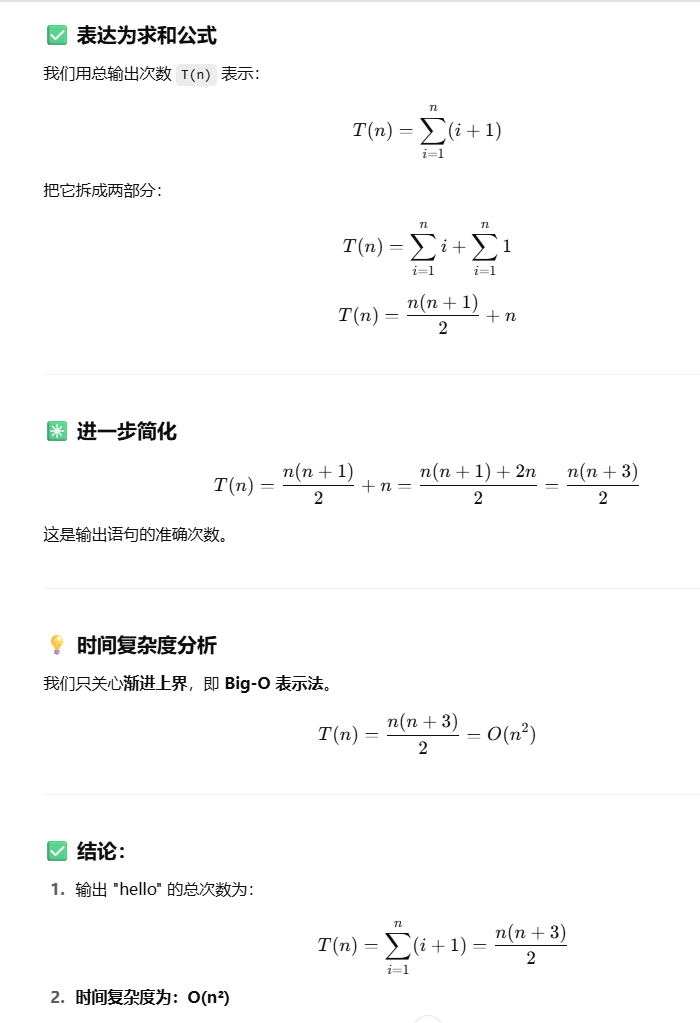 ✅ 表达为求和公式
我们用总输出次数 T(n) 表示：
T(n) = \sum_{i=1}^{n} (i + 1)
把它拆成两部分：
T(n) = \sum_{i=1}^{n} i + \sum_{i=1}^{n} 1
T(n) = \frac{n(n + 1)}{2} + n
✳️ 进一步简化
T(n) = \frac{n(n + 1)}{2} + n = \frac{n(n + 1) + 2n}{2} = \frac{n(n + 3)}{2}
这是输出语句的准确次数。
💡 时间复杂度分析
我们只关心渐进上界，即 Big-O 表示法。
T(n) = \frac{n(n + 3)}{2} = O(n^2)
✅ 结论：
1. 输出 "hello" 的总次数为：
T(n) = \sum_{i=1}^{n} (i + 1) = \frac{n(n + 3)}{2}
2. 时间复杂度为：O(n²)